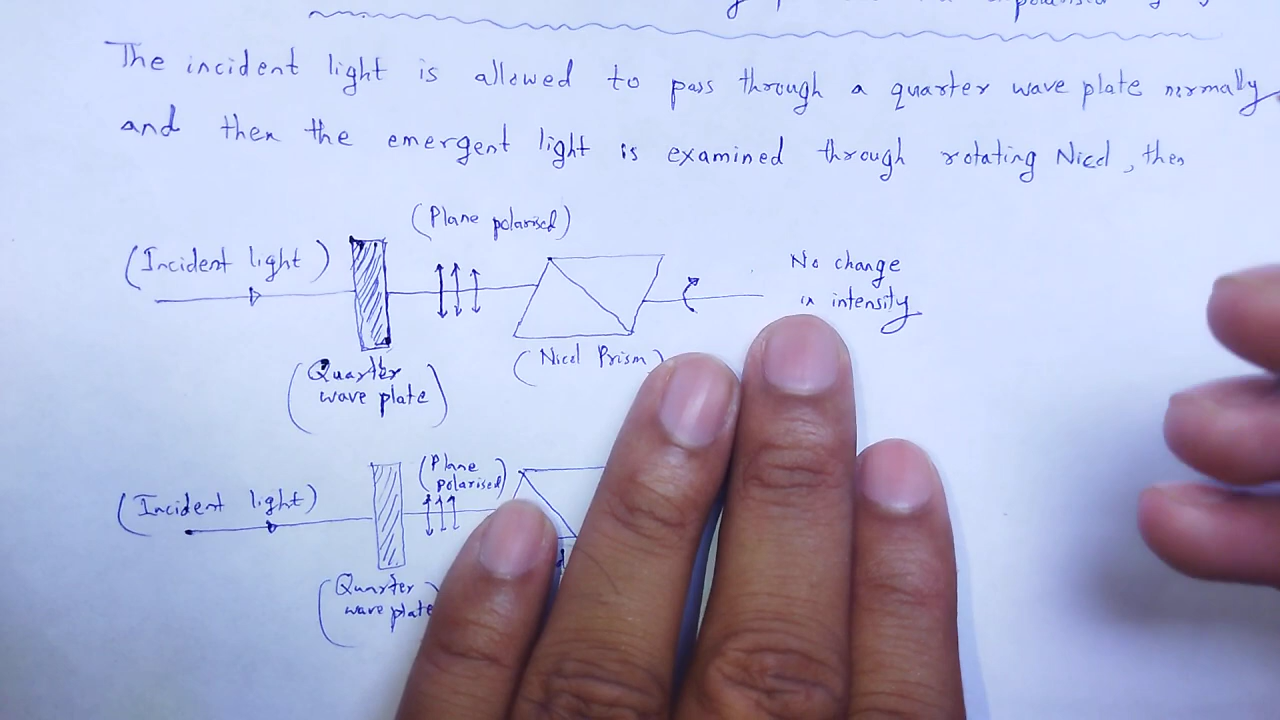 The incident light is allowed to pass through a quarter wave plate normally
and then the emergent light is examined through rotating Nicol, then
(Plane polarised)
(Incident light)
No change
in intensity
(Nicol Prism)
(Quarter
wave plate)
(Plane
polarised)
(Incident light)
(Quarter
wave plate